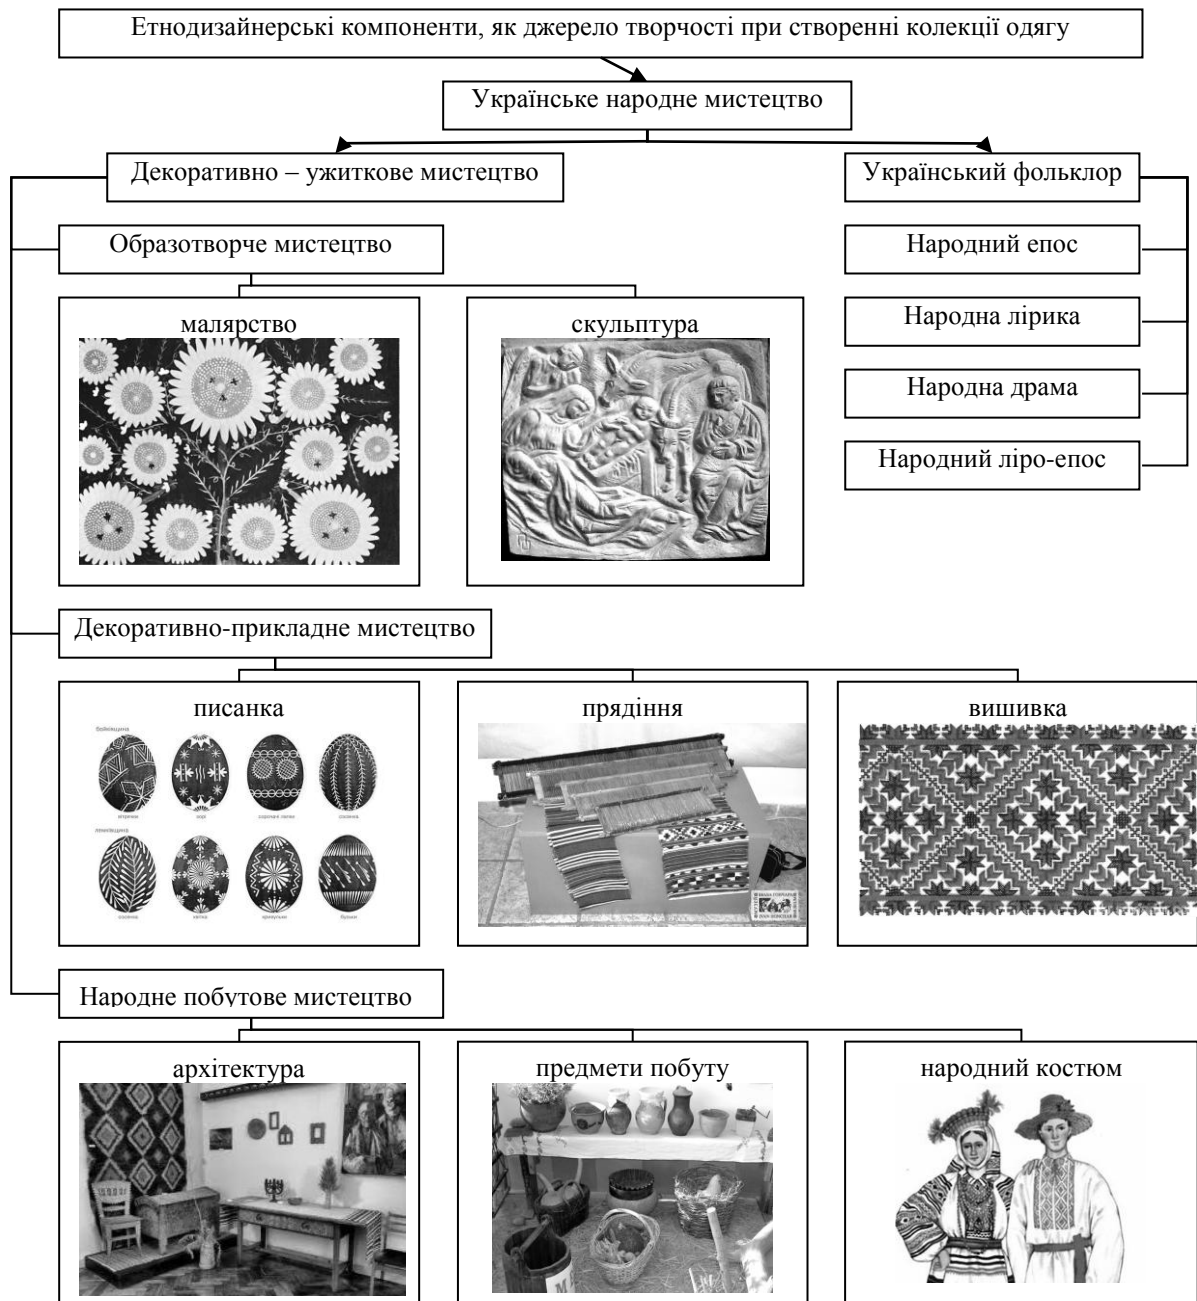 Етнодизайнерські компоненти, як джерело творчості при створенні колекції одягу
Українське народне мистецтво
Декоративно – ужиткове мистецтво
Український фольклор
Образотворче мистецтво
Народний епос
малярство
скульптура
Народна лірика
Народна драма
Народний ліро-епос
Декоративно-прикладне мистецтво
писанка
прядіння
вишивка
бойківщина
лемківщина
Народне побутове мистецтво
архітектура
предмети побуту
народний костюм